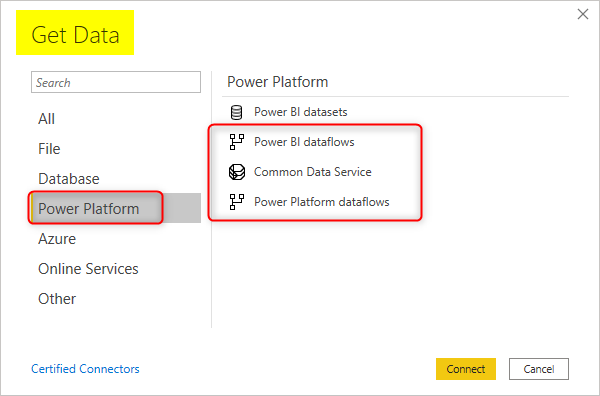 Get Data
Search
All
File
Database
Power Platform
Azure
Online Services
Other
Power Platform
Power BI datasets
Power BI dataflows
Common Data Service
Power Platform dataflows
Certified Connectors
Connect
Cancel